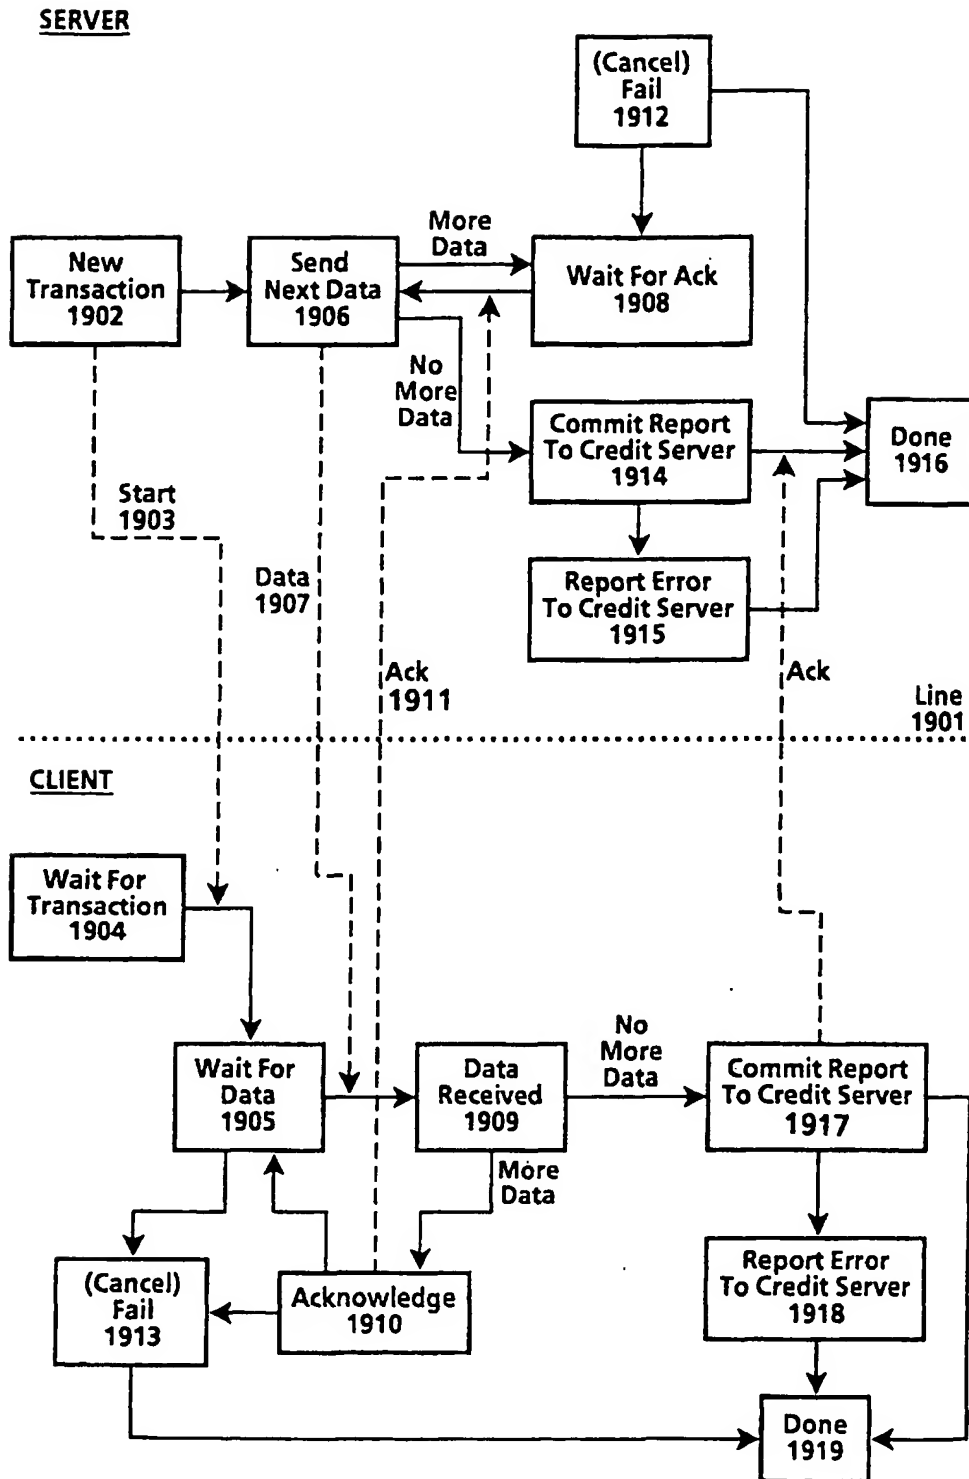 SERVER
(Cancel)
Fail
1912
More
Data
New
Transaction
1902
Send
Next Data
1906
Wait For Ack
1908
No
More
Data
Commit Report
To Credit Server
1914
Done
1916
Start
1903
Data
1907
Report Error
To Credit Server
1915
Ack
1911
Ack
Line
1901
CLIENT
Wait For
Transaction
1904
Wait For
Data
1905
Data
Received
1909
No
More
Data
Commit Report
To Credit Server
1917
More
Data
(Cancel)
Fail
1913
Acknowledge
1910
Report Error
To Credit Server
1918
Done
1919